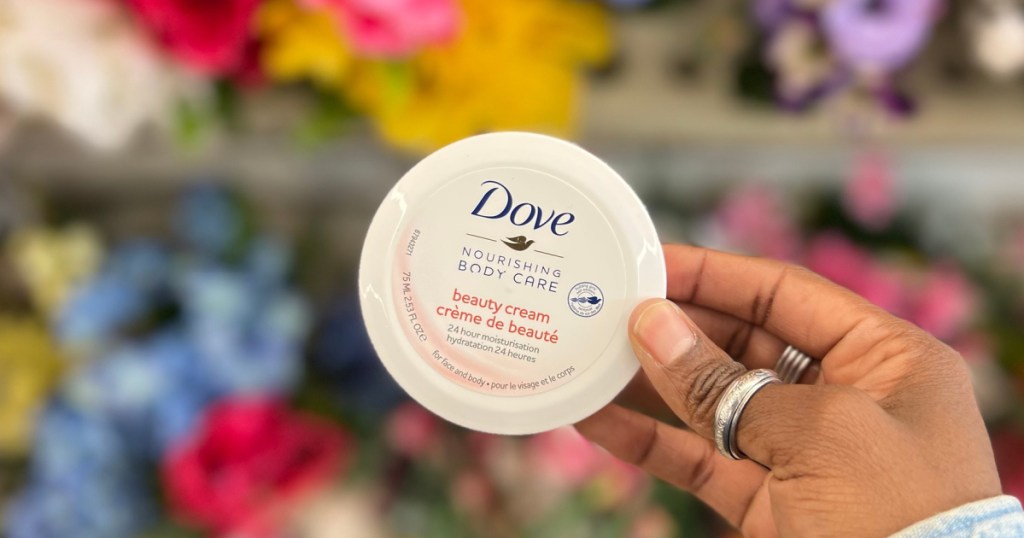 Dove
NOURISHING
BODY CARE
beauty cream
crème de beauté
24 hour moisturisation
hydratation 24 heures
for face and body • pour le visage et le corps
75 ML 2.53 FL.OZ e